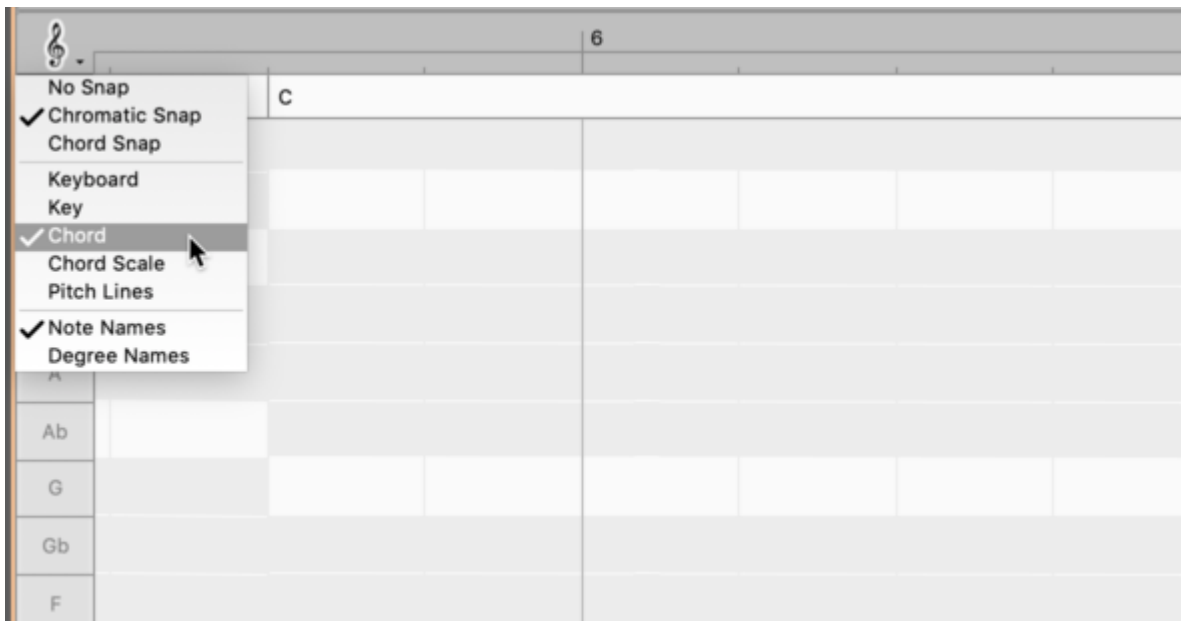 6
No Snap
Chromatic Snap
Chord Snap
C
Keyboard
Key
Chord
Chord Scale
Pitch Lines
Note Names
Degree Names
A
Ab
G
Gb
F